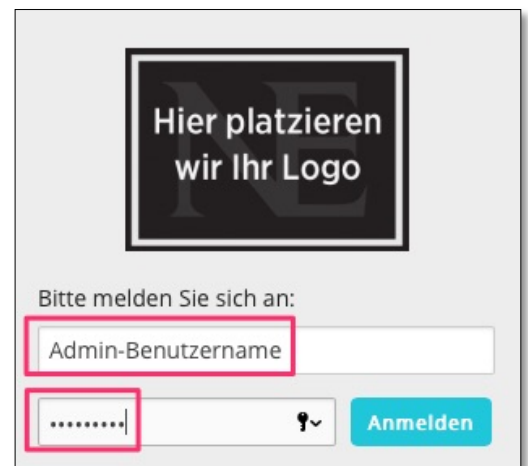 Hier platzieren
wir Ihr Logo
Bitte melden Sie sich an:
Admin-Benutzername
•••••••••
Anmelden